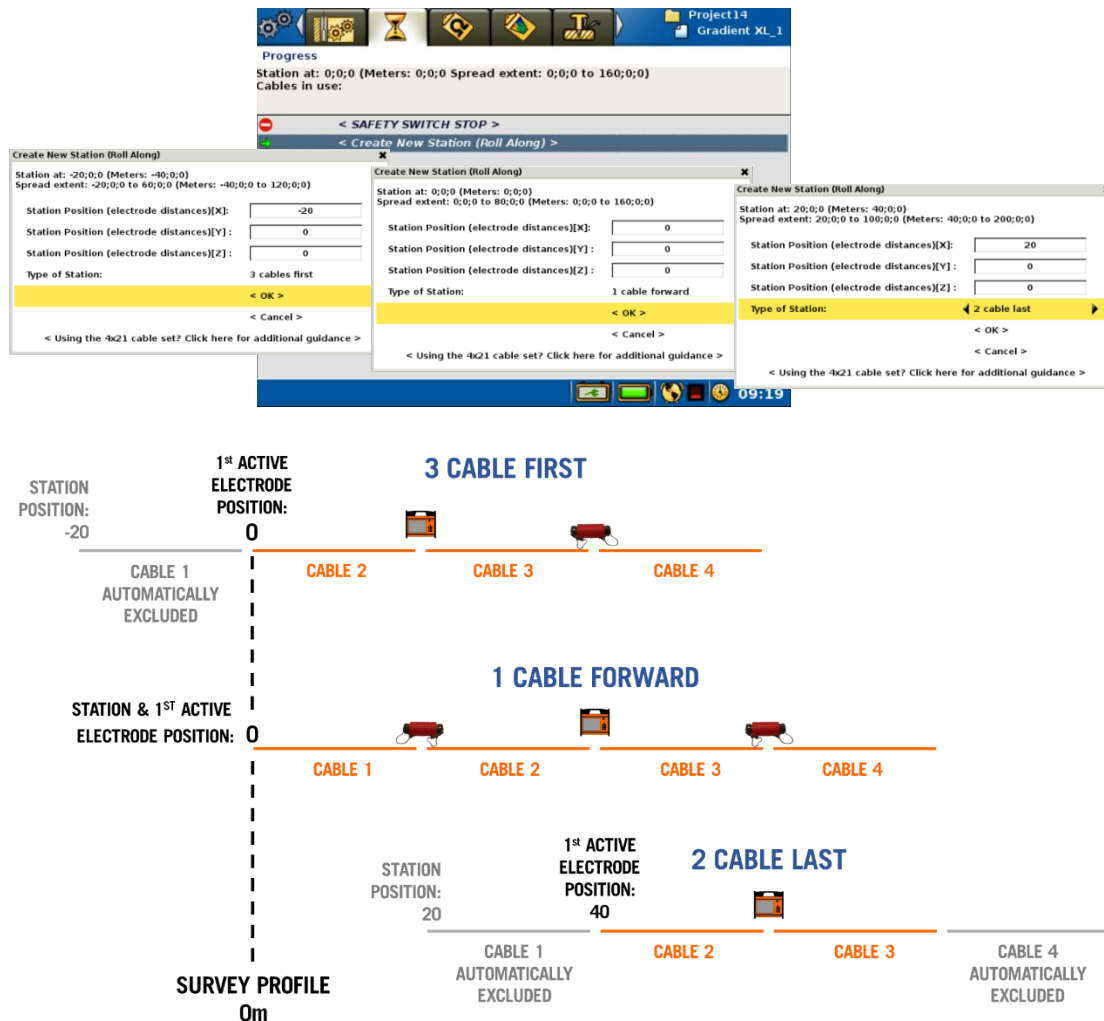 Project14
Gradient XL_1
Progress
Station at: 0;0;0 (Meters: 0;0;0 Spread extent: 0;0;0 to 160;0;0)
Cables in use:
< SAFETY SWITCH STOP >
< Create New Station (Roll Along) >
Create New Station (Roll Along)
Station at: -20;0;0 (Meters: -40;0;0)
Spread extent: -20;0;0 to 60;0;0 (Meters: -40;0;0 to 120;0;0)
Station Position (electrode distances)[X]: -20
Station Position (electrode distances)[Y] : 0
Station Position (electrode distances)[Z] : 0
Type of Station: 3 cables first
< OK >
< Cancel >
< Using the 4x21 cable set? Click here for additional guidance >
Create New Station (Roll Along)
Station at: 0;0;0 (Meters: 0;0;0)
Spread extent: 0;0;0 to 80;0;0 (Meters: 0;0;0 to 160;0;0)
Station Position (electrode distances)[X]: 0
Station Position (electrode distances)[Y] : 0
Station Position (electrode distances)[Z] : 0
Type of Station: 1 cable forward
< OK >
< Cancel >
< Using the 4x21 cable set? Click here for additional guidance >
Create New Station (Roll Along)
Station at: 20;0;0 (Meters: 40;0;0)
Spread extent: 20;0;0 to 100;0;0 (Meters: 40;0;0 to 200;0;0)
Station Position (electrode distances)[X]: 20
Station Position (electrode distances)[Y] : 0
Station Position (electrode distances)[Z] : 0
Type of Station: 2 cable last
< OK >
< Cancel >
< Using the 4x21 cable set? Click here for additional guidance >
09:19
3 CABLE FIRST
STATION
POSITION:
-20
1st ACTIVE
ELECTRODE
POSITION:
0
CABLE 1
AUTOMATICALLY
EXCLUDED
CABLE 2
CABLE 3
CABLE 4
1 CABLE FORWARD
STATION & 1ST ACTIVE
ELECTRODE POSITION: 0
CABLE 1
CABLE 2
CABLE 3
CABLE 4
2 CABLE LAST
STATION
POSITION:
20
1st ACTIVE
ELECTRODE
POSITION:
40
CABLE 1
AUTOMATICALLY
EXCLUDED
CABLE 2
CABLE 3
CABLE 4
AUTOMATICALLY
EXCLUDED
SURVEY PROFILE
0m